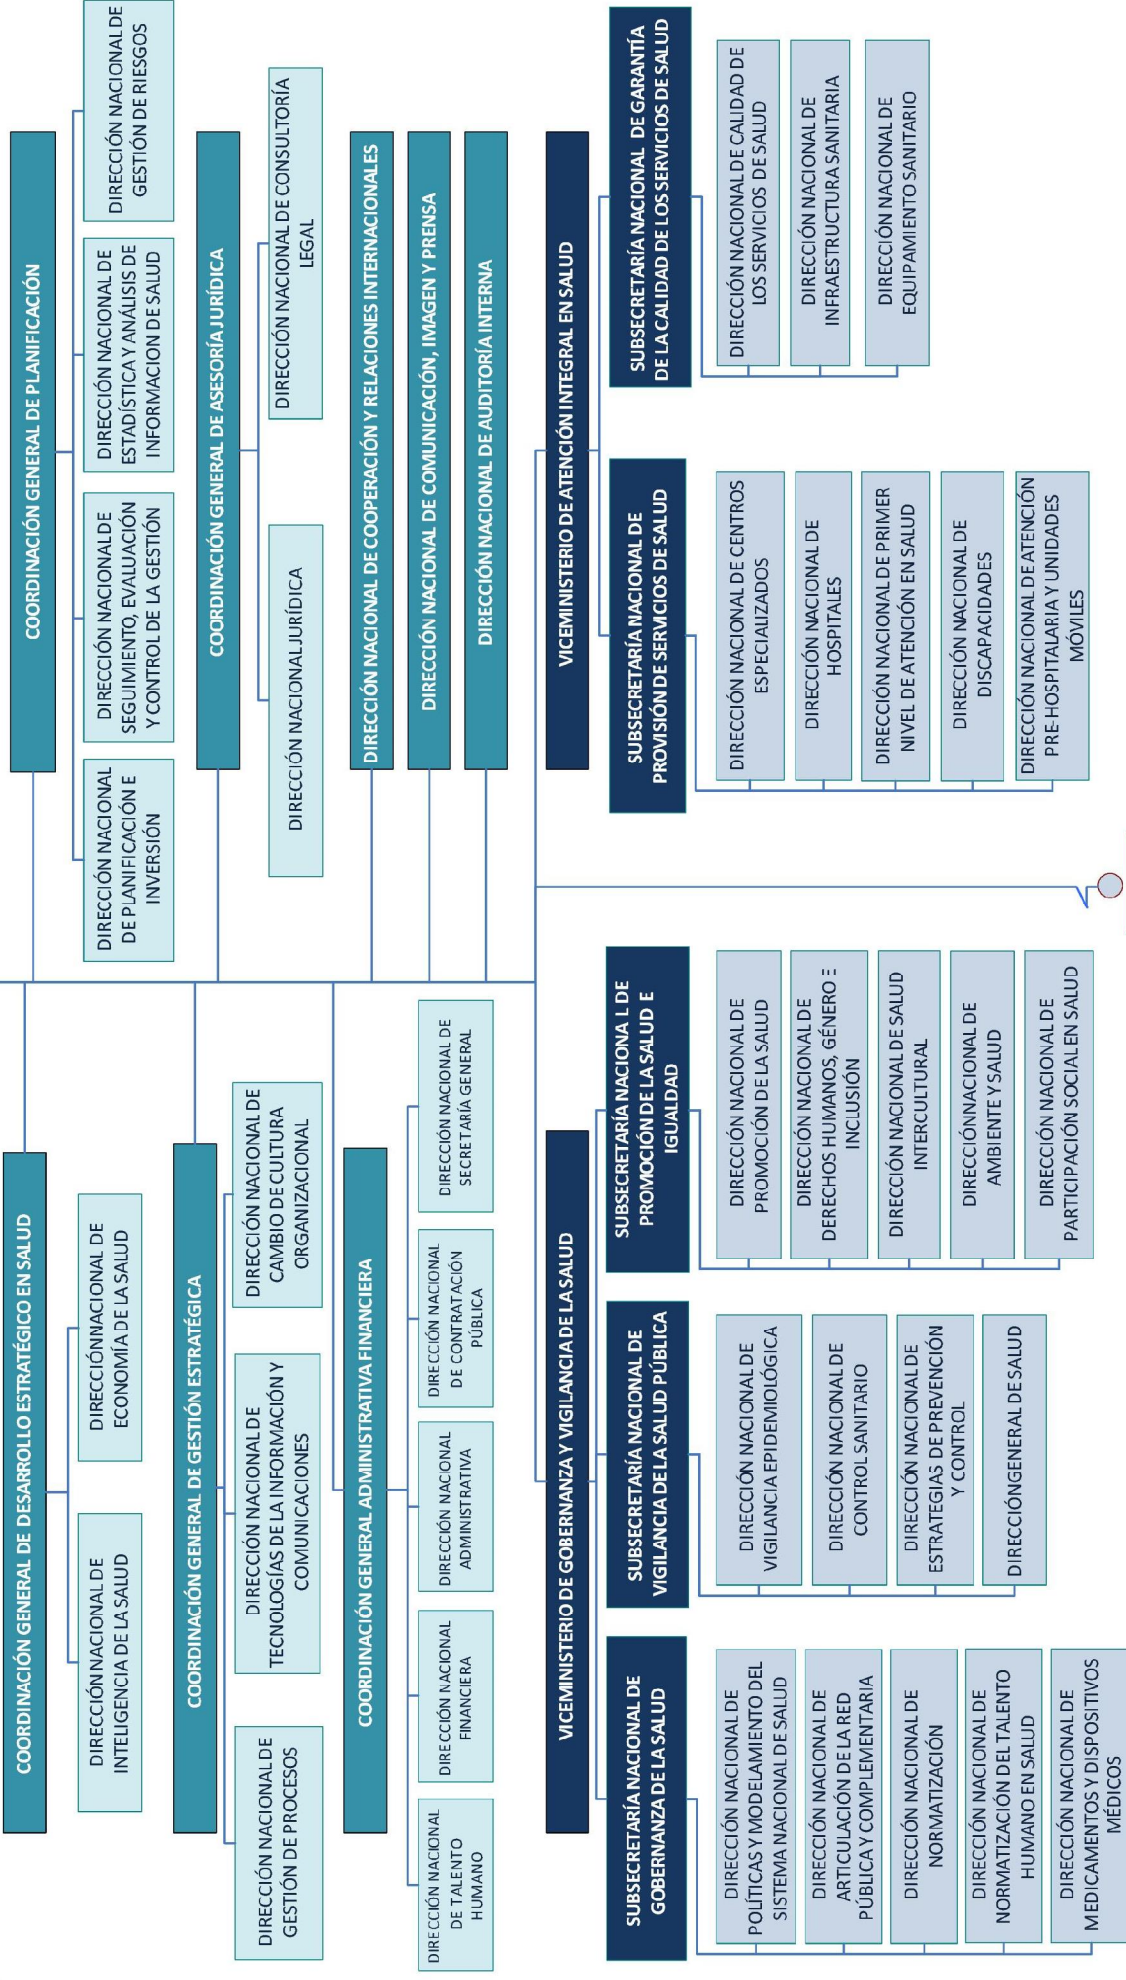 COORDINACIÓN GENERAL DE DESARROLLO ESTRATÉGICO EN SALUD
DIRECCIÓNNACIONAL DE
INTELIGENCIA DE LA SALUD
DIRECCIÓNNACIONAL DE
ECONOMÍA DE LA SALUD
COORDINACIÓN GENERAL DE PLANIFICACIÓN
DIRECCIÓN NACIONAL
DE PLANIFICACIÓN E
INVERSIÓN
DIRECCIÓN NACIONAL DE
SEGUIMIENTO, EVALUACIÓN
Y CONTROL DE LA GESTIÓN
DIRECCIÓN NACIONAL DE
ESTADÍSTICA Y ANÁLISIS DE
INFORMACION DE SALUD
DIRECCIÓN NACIONAL DE
GESTIÓN DE RIESGOS
COORDINACIÓN GENERAL DE GESTIÓN ESTRATÉGICA
DIRECCIÓN NACIONAL DE
GESTIÓN DE PROCESOS
DIRECCIÓN NACIONAL DE
TECNOLOGÍAS DE LA INFORMACIÓN Y
COMUNICACIONES
DIRECCIÓN NACIONAL DE
CAMBIO DE CULTURA
ORGANIZACIONAL
COORDINACIÓN GENERAL DE ASESORÍA JURÍDICA
DIRECCIÓN NACIONAL JURÍDICA
DIRECCIÓN NACIONAL DE CONSULTORÍA
LEGAL
COORDINACIÓN GENERAL ADMINISTRATIVA FINANCIERA
DIRECCIÓN NACIONAL
DE TALENTO
HUMANO
DIRECCIÓN NACIONAL
FINANCIERA
DIRECCIÓN NACIONAL
ADMINISTRATIVA
DIRECCIÓN NACIONAL
DE CONTRATACIÓN
PÚBLICA
DIRECCIÓN NACIONAL DE
SECRETARÍA GENERAL
DIRECCIÓN NACIONAL DE COOPERACIÓN Y RELACIONES INTERNACIONALES
DIRECCIÓN NACIONAL DE COMUNICACIÓN, IMAGEN Y PRENSA
DIRECCIÓN NACIONAL DE AUDITORÍA INTERNA
VICEMINISTERIO DE GOBERNANZA Y VIGILANCIA DE LA SALUD
SUBSECRETARÍA NACIONAL DE
GOBERNANZA DE LA SALUD
DIRECCIÓN NACIONAL DE
POLÍTICAS Y MODELAMIENTO DEL
SISTEMA NACIONAL DE SALUD
DIRECCIÓN NACIONAL DE
ARTICULACIÓN DE LA RED
PÚBLICA Y COMPLEMENTARIA
DIRECCIÓN NACIONAL DE
NORMATIZACIÓN
DIRECCIÓN NACIONAL DE
NORMATIZACIÓN DEL TALENTO
HUMANO EN SALUD
DIRECCIÓN NACIONAL DE
MEDICAMENTOS Y DISPOSITIVOS
MÉDICOS
SUBSECRETARÍA NACIONAL DE
VIGILANCIA DE LA SALUD PÚBLICA
DIRECCIÓN NACIONAL DE
VIGILANCIA EPIDEMIOLÓGICA
DIRECCIÓN NACIONAL DE
CONTROL SANITARIO
DIRECCIÓN NACIONAL DE
ESTRATEGIAS DE PREVENCIÓN
Y CONTROL
DIRECCIÓNGENERAL DE SALUD
SUBSECRETARÍA NACIONAL DE
PROMOCIÓN DE LA SALUD E
IGUALDAD
DIRECCIÓN NACIONAL DE
PROMOCIÓN DE LA SALUD
DIRECCIÓN NACIONAL DE
DERECHOS HUMANOS, GÉNERO E
INCLUSIÓN
DIRECCIÓN NACIONAL DE SALUD
INTERCULTURAL
DIRECCIÓNNACIONAL DE
AMBIENTE Y SALUD
DIRECCIÓN NACIONAL DE
PARTICIPACIÓN SOCIAL EN SALUD
VICEMINISTERIO DE ATENCIÓN INTEGRAL EN SALUD
SUBSECRETARÍA NACIONAL DE
PROVISIÓN DE SERVICIOS DE SALUD
DIRECCIÓN NACIONAL DE CENTROS
ESPECIALIZADOS
DIRECCIÓN NACIONAL DE
HOSPITALES
DIRECCIÓN NACIONAL DE PRIMER
NIVEL DE ATENCIÓN EN SALUD
DIRECCIÓN NACIONAL DE
DISCAPACIDADES
DIRECCIÓN NACIONAL DE ATENCIÓN
PRE-HOSPITALARIA Y UNIDADES
MÓVILES
SUBSECRETARÍA NACIONAL DE GARANTÍA
DE LA CALIDAD DE LOS SERVICIOS DE SALUD
DIRECCIÓN NACIONAL DE CALIDAD DE
LOS SERVICIOS DE SALUD
DIRECCIÓN NACIONAL DE
INFRAESTRUCTURA SANITARIA
DIRECCIÓN NACIONAL DE
EQUIPAMIENTO SANITARIO